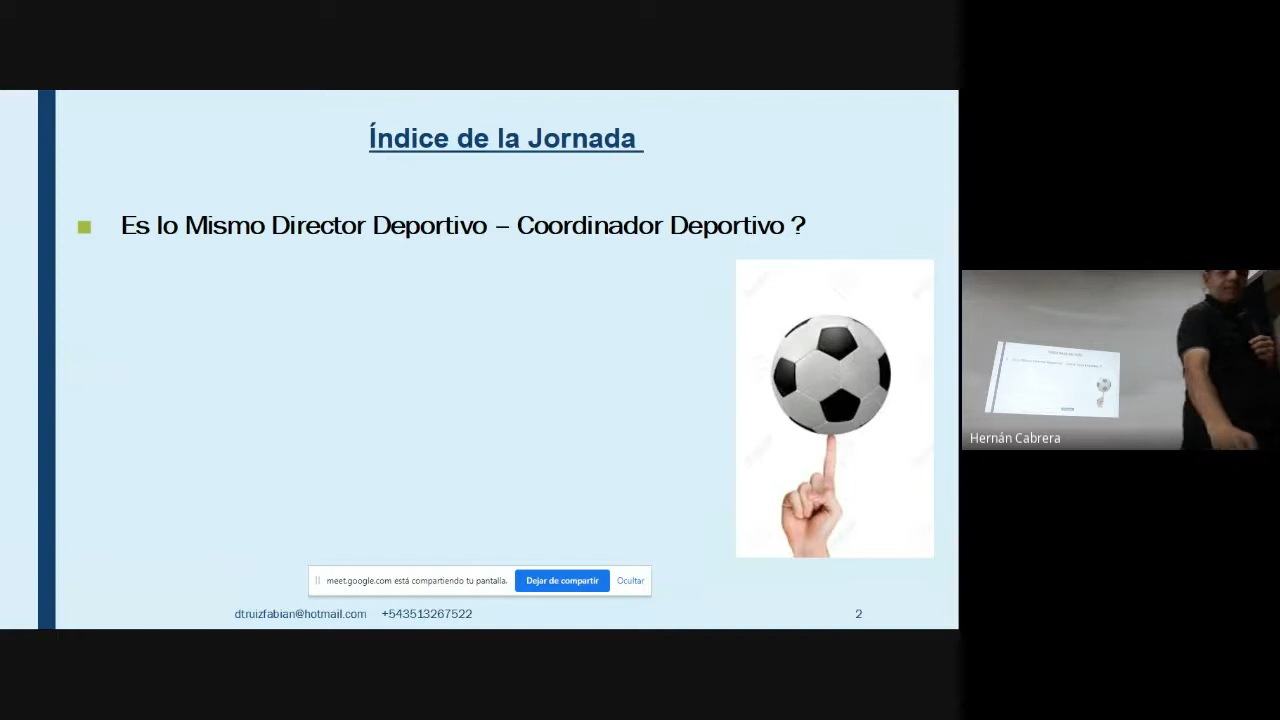 Índice de la Jornada
Es lo Mismo Director Deportivo – Coordinador Deportivo ?
meet.google.com está compartiendo tu pantalla.
Dejar de compartir
Ocultar
dtruizfabian@hotmail.com +543513267522
2
Hernán Cabrera